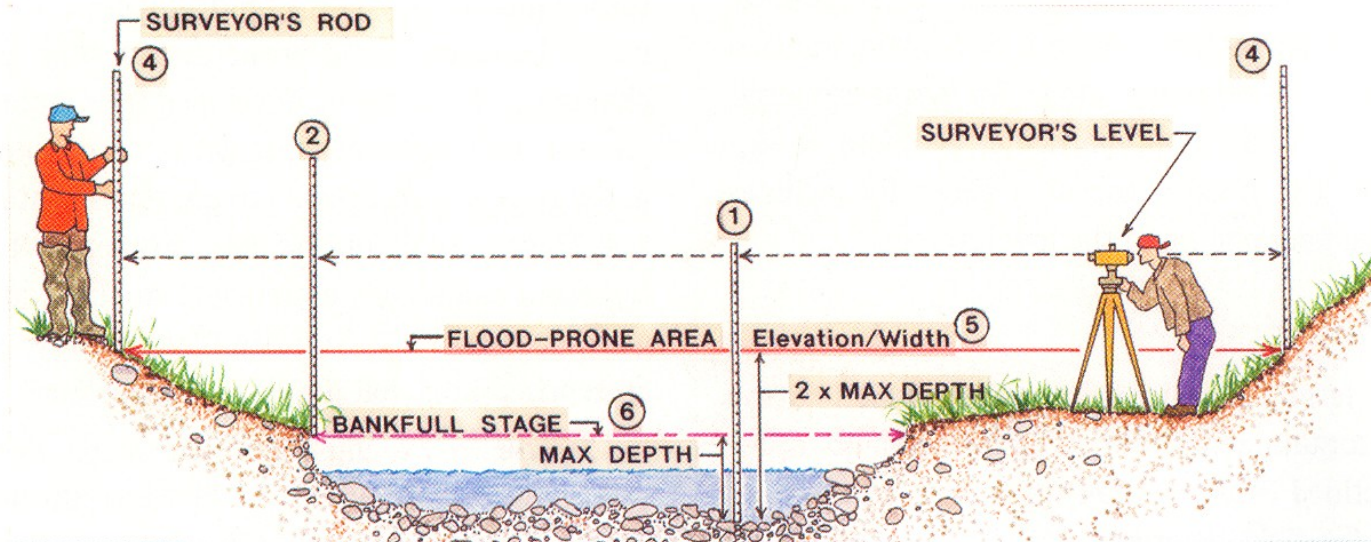 SURVEYOR'S ROD
4
4
2
SURVEYOR'S LEVEL
1
FLOOD-PRONE AREA Elevation/Width 5
2 x MAX DEPTH
BANKFULL STAGE 6
MAX DEPTH